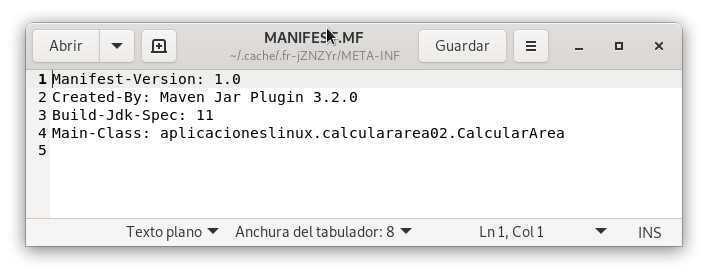 Abrir
MANIFEST.MF
~/.cache/.fr-jZNZYr/META-INF
Guardar
1 Manifest-Version: 1.0
2 Created-By: Maven Jar Plugin 3.2.0
3 Build-Jdk-Spec: 11
4 Main-Class: aplicacioneslinux.calculararea02.CalcularArea
5
Texto plano Anchura del tabulador: 8 Ln 1, Col 1 INS